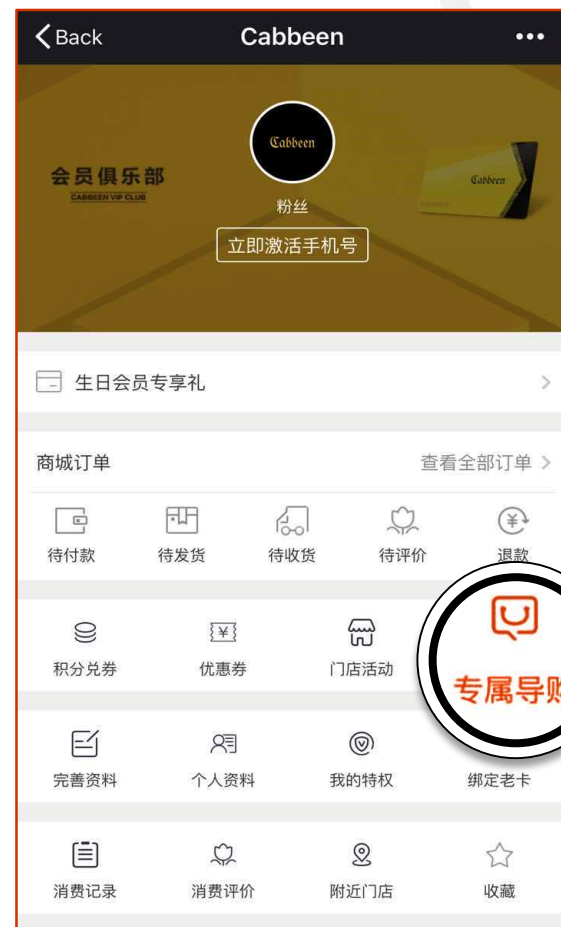 Back
Cabbeen
Cabbeen
会员俱乐部
CABBEEN VIP CLUB
Cabbeen
粉丝
立即激活手机号
生日会员专享礼
商城订单
查看全部订单
待付款 待发货 待收货 待评价 退款
积分兑券 优惠券 门店活动 专属导购
完善资料 个人资料 我的特权 绑定老卡
消费记录 消费评价 附近门店 收藏